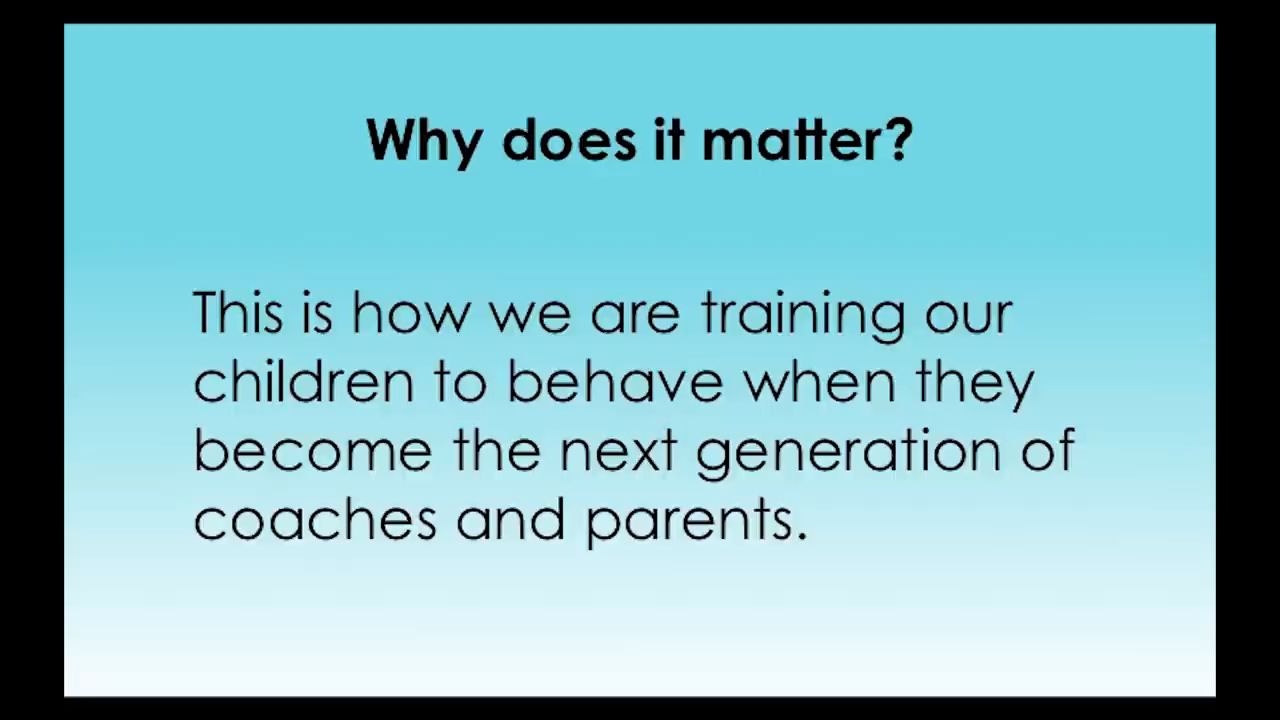 Why does it matter?
This is how we are training our
children to behave when they
become the next generation of
coaches and parents.